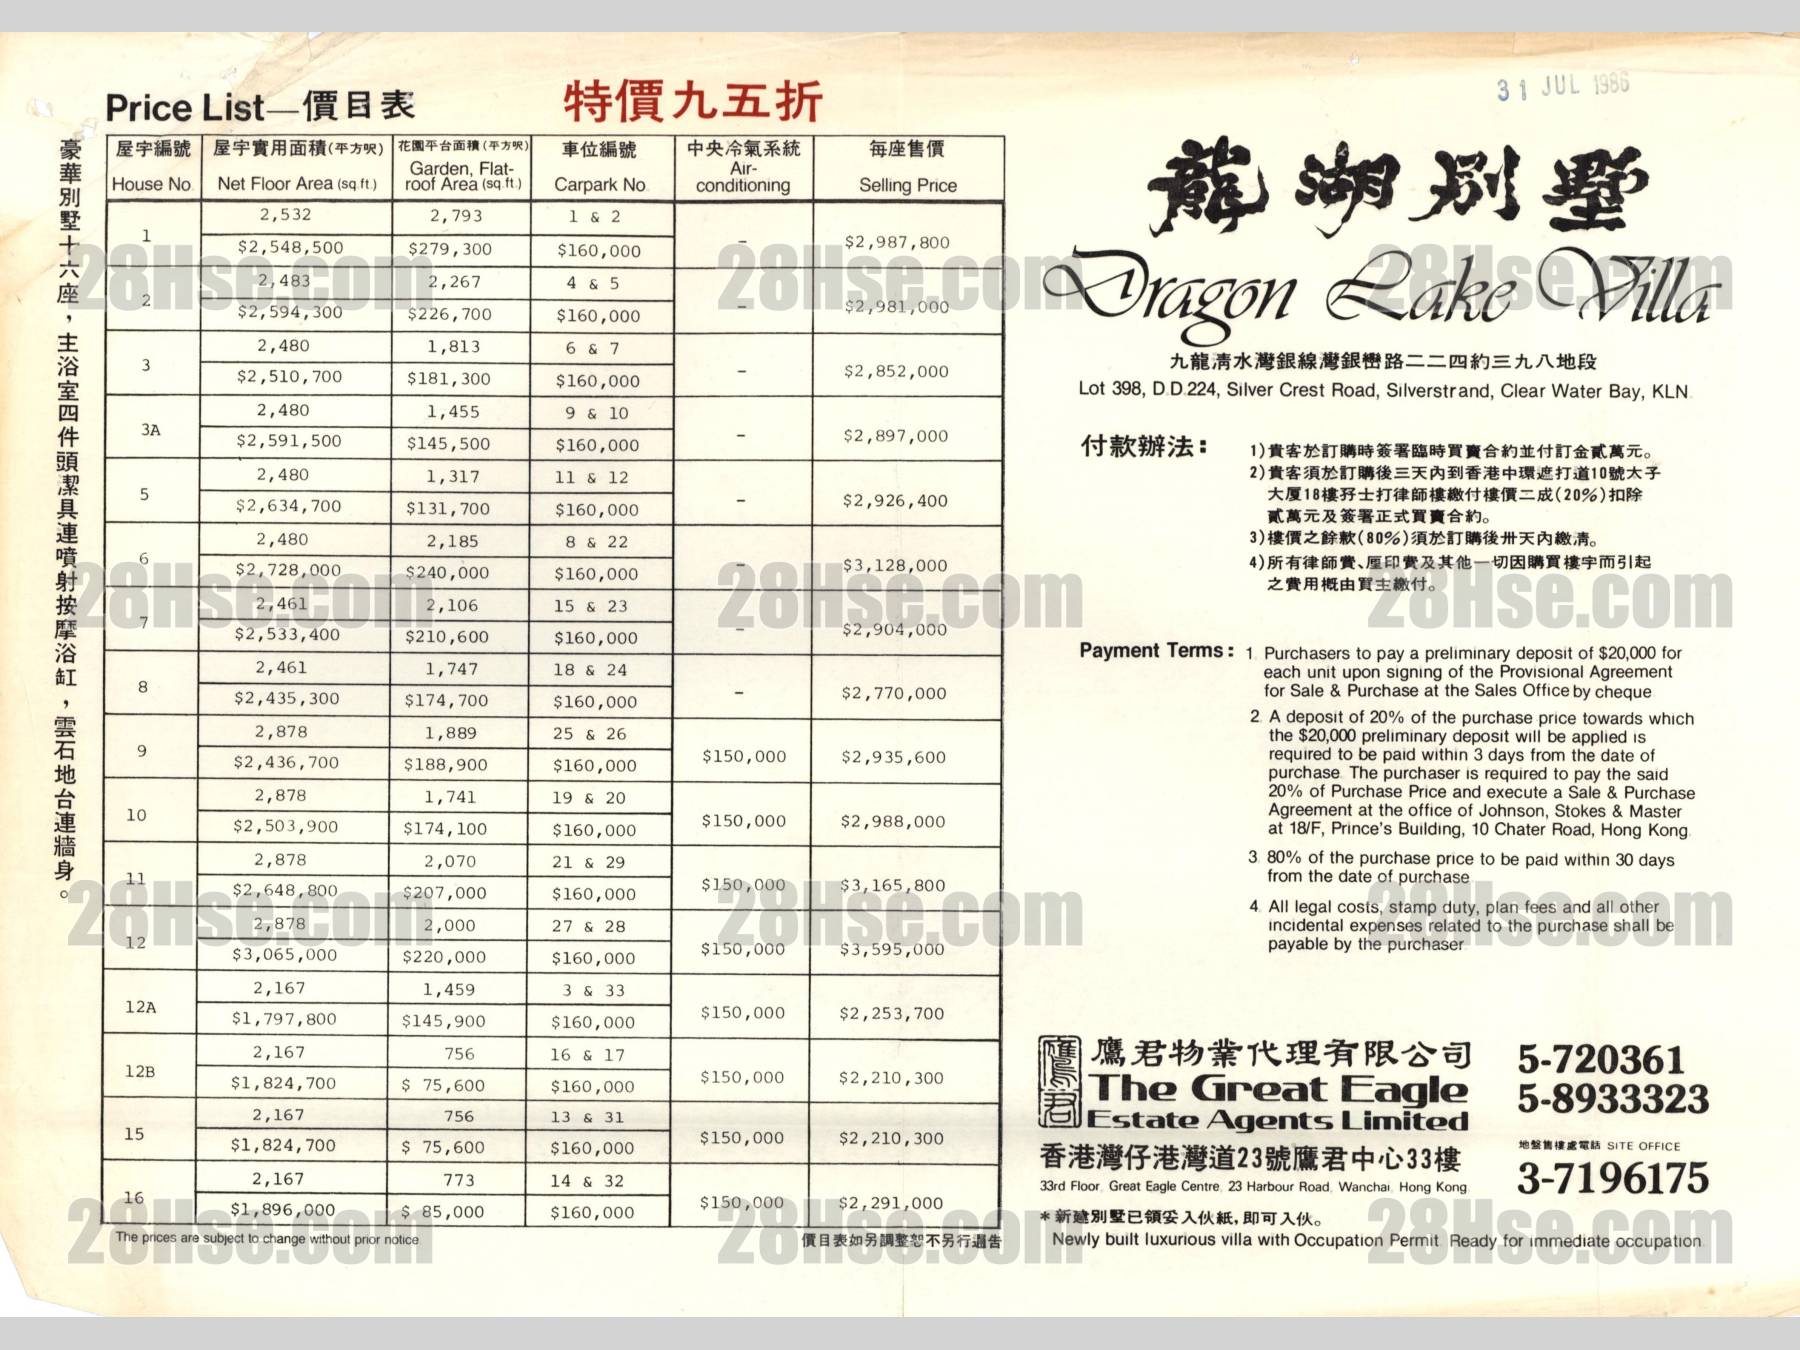 31 JUL 1986
Price List—價目表
特價九五折
豪華別墅十六座，主浴室四件頭潔具連噴射按摩浴缸，雲石地台連牆身。
屋宇編號 屋宇實用面積(平方呎) 花園平台面積(平方呎) 車位編號 中央冷氣系統 每座售價
House No. Net Floor Area (sq.ft.) Garden, Flat-roof Area (sq.ft.) Carpark No. Air-conditioning Selling Price
1 2,532 2,793 1 & 2 – $2,987,800
$2,548,500 $279,300 $160,000
2 2,483 2,267 4 & 5 – $2,981,000
$2,594,300 $226,700 $160,000
3 2,480 1,813 6 & 7 – $2,852,000
$2,510,700 $181,300 $160,000
3A 2,480 1,455 9 & 10 – $2,897,000
$2,591,500 $145,500 $160,000
5 2,480 1,317 11 & 12 – $2,926,400
$2,634,700 $131,700 $160,000
6 2,480 2,185 8 & 22 – $3,128,000
$2,728,000 $240,000 $160,000
7 2,461 2,106 15 & 23 – $2,904,000
$2,533,400 $210,600 $160,000
8 2,461 1,747 18 & 24 – $2,770,000
$2,435,300 $174,700 $160,000
9 2,878 1,889 25 & 26 $150,000 $2,935,600
$2,436,700 $188,900 $160,000
10 2,878 1,741 19 & 20 $150,000 $2,988,000
$2,503,900 $174,100 $160,000
11 2,878 2,070 21 & 29 $150,000 $3,165,800
$2,648,800 $207,000 $160,000
12 2,878 2,000 27 & 28 $150,000 $3,595,000
$3,065,000 $220,000 $160,000
12A 2,167 1,459 3 & 33 $150,000 $2,253,700
$1,797,800 $145,900 $160,000
12B 2,167 756 16 & 17 $150,000 $2,210,300
$1,824,700 $ 75,600 $160,000
15 2,167 756 13 & 31 $150,000 $2,210,300
$1,824,700 $ 75,600 $160,000
16 2,167 773 14 & 32 $150,000 $2,291,000
$1,896,000 $ 85,000 $160,000
The prices are subject to change without prior notice.
價目表如另調整恕不另行通告
龍湖別墅
Dragon Lake Villa
九龍清水灣銀線灣銀巒路二二四約三九八地段
Lot 398, D.D.224, Silver Crest Road, Silverstrand, Clear Water Bay, KLN.
付款辦法：
1)貴客於訂購時簽署臨時買賣合約並付訂金貳萬元。
2)貴客須於訂購後三天內到香港中環遮打道10號太子
大廈18樓孖士打律師樓繳付樓價二成(20%)扣除
貳萬元及簽署正式買賣合約。
3)樓價之餘款(80%)須於訂購後卅天內繳清。
4)所有律師費、厘印費及其他一切因購買樓宇而引起
之費用概由買主繳付。
Payment Terms:
1. Purchasers to pay a preliminary deposit of $20,000 for
each unit upon signing of the Provisional Agreement
for Sale & Purchase at the Sales Office by cheque.
2. A deposit of 20% of the purchase price towards which
the $20,000 preliminary deposit will be applied is
required to be paid within 3 days from the date of
purchase. The purchaser is required to pay the said
20% of Purchase Price and execute a Sale & Purchase
Agreement at the office of Johnson, Stokes & Master
at 18/F, Prince's Building, 10 Chater Road, Hong Kong.
3. 80% of the purchase price to be paid within 30 days
from the date of purchase.
4. All legal costs, stamp duty, plan fees and all other
incidental expenses related to the purchase shall be
payable by the purchaser.
鷹君
鷹君物業代理有限公司
The Great Eagle
Estate Agents Limited
5-720361
5-8933323
香港灣仔港灣道23號鷹君中心33樓
33rd Floor, Great Eagle Centre, 23 Harbour Road, Wanchai, Hong Kong.
地盤售樓處電話 SITE OFFICE
3-7196175
*新建別墅已領妥入伙紙，即可入伙。
Newly built luxurious villa with Occupation Permit. Ready for immediate occupation.
28Hse.com 28Hse.com 28Hse.com
28Hse.com 28Hse.com 28Hse.com
28Hse.com 28Hse.com 28Hse.com
28Hse.com 28Hse.com 28Hse.com